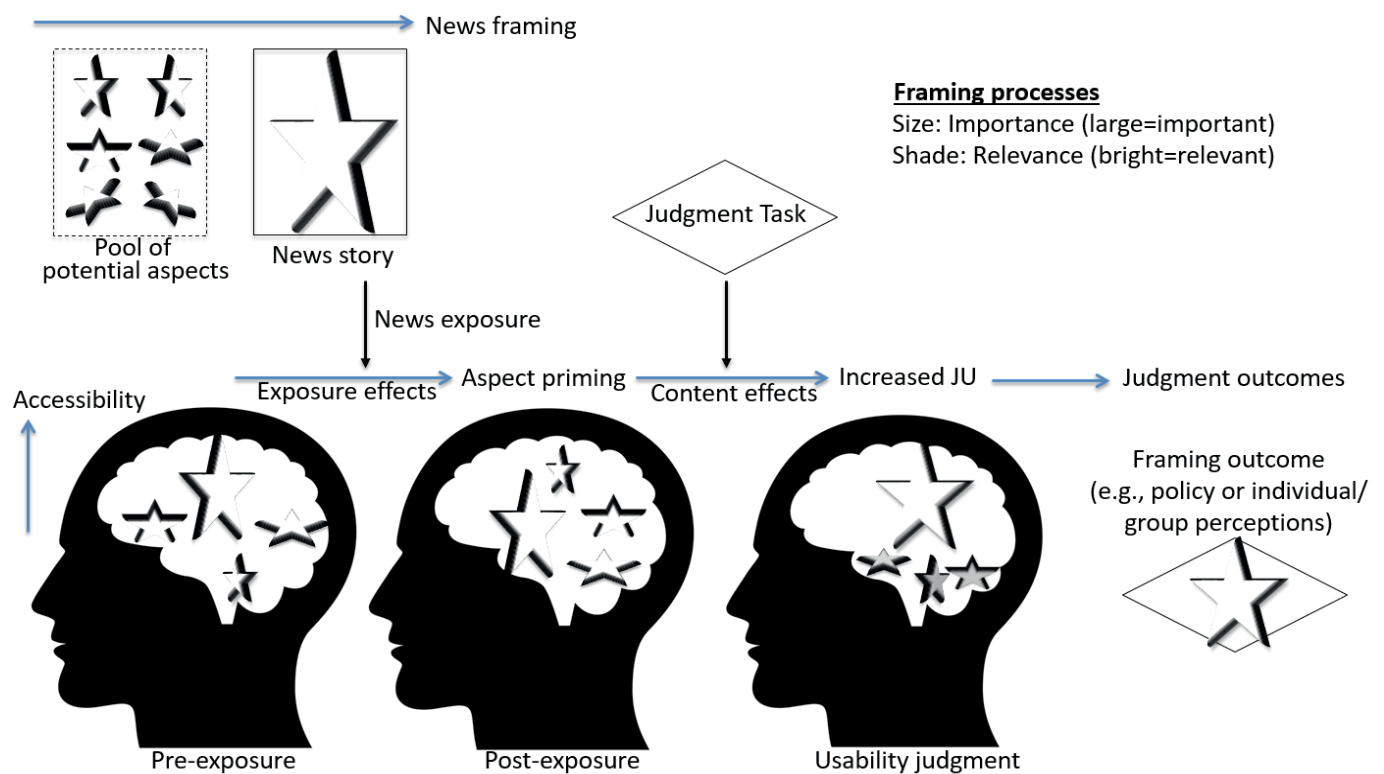 News framing
Framing processes
Size: Importance (large=important)
Shade: Relevance (bright=relevant)
Judgment Task
Pool of
potential aspects
News story
News exposure
Accessibility
Exposure effects
Aspect priming
Content effects
Increased JU
Judgment outcomes
Framing outcome
(e.g., policy or individual/
group perceptions)
Pre-exposure
Post-exposure
Usability judgment